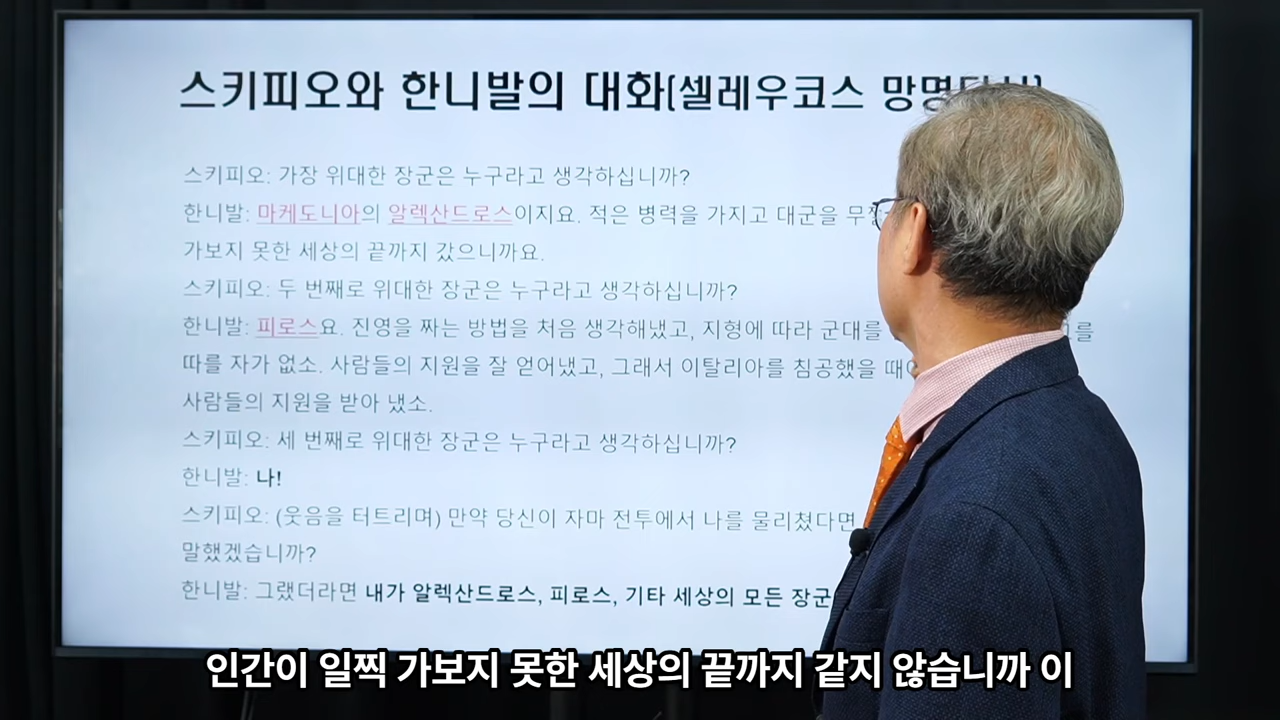 스키피오와 한니발의 대화(셀레우코스
스키피오: 가장 위대한 장군은 누구라고 생각하십니까?
한니발: 마케도니아의 알렉산드로스이지요. 적은 병력을 가지고 대군을
가보지 못한 세상의 끝까지 갔으니까요.
스키피오: 두 번째로 위대한 장군은 누구라고 생각하십니까?
한니발: 피로스요. 진영을 짜는 방법을 처음 생각해냈고, 지형에 따라 군대를
따를 자가 없소. 사람들의 지원을 잘 얻어냈고, 그래서 이탈리아를 침공했을
사람들의 지원을 받아 냈소.
스키피오: 세 번째로 위대한 장군은 누구라고 생각하십니까?
한니발: 나!
스키피오: (웃음을 터트리며) 만약 당신이 자마 전투에서 나를 물리쳤다면
말했겠습니까?
한니발: 그랬더라면 내가 알렉산드로스, 피로스, 기타 세상의 모든
인간이 일찍 가보지 못한 세상의 끝까지 같지 않습니까 이